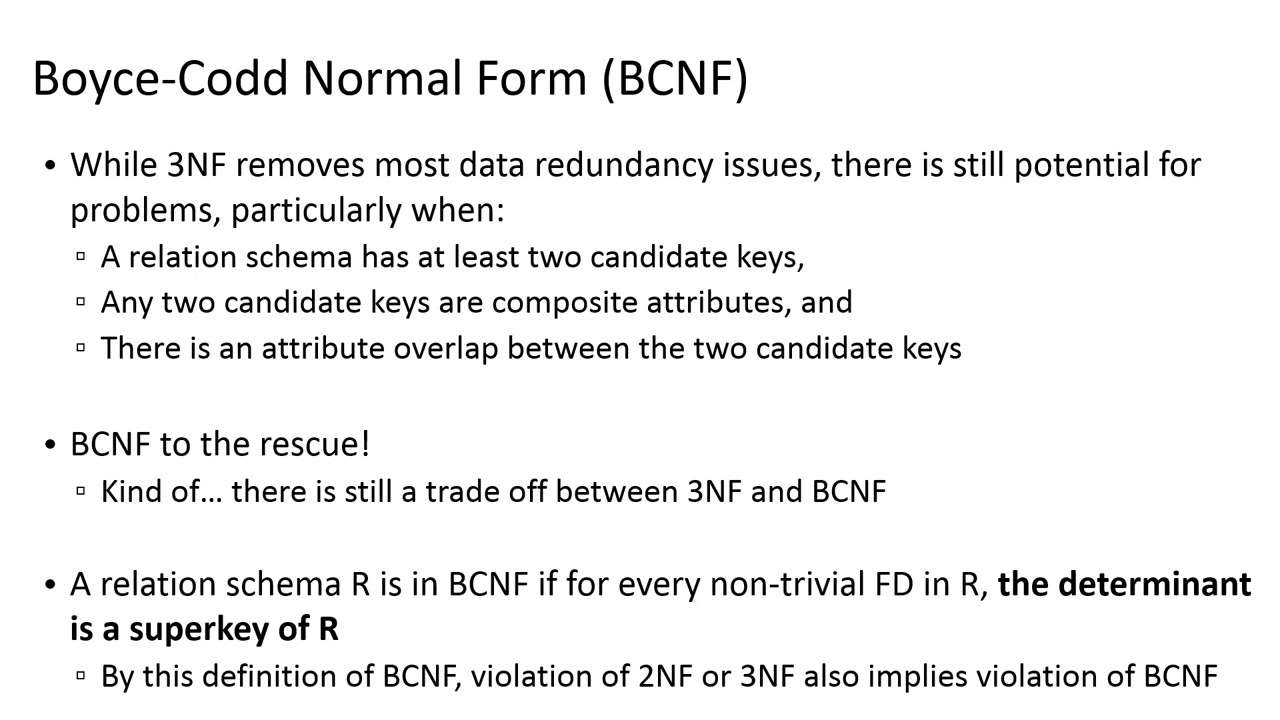 Boyce-Codd Normal Form (BCNF)
• While 3NF removes most data redundancy issues, there is still potential for
problems, particularly when:
▫ A relation schema has at least two candidate keys,
▫ Any two candidate keys are composite attributes, and
▫ There is an attribute overlap between the two candidate keys
• BCNF to the rescue!
▫ Kind of… there is still a trade off between 3NF and BCNF
• A relation schema R is in BCNF if for every non-trivial FD in R, the determinant
is a superkey of R
▫ By this definition of BCNF, violation of 2NF or 3NF also implies violation of BCNF